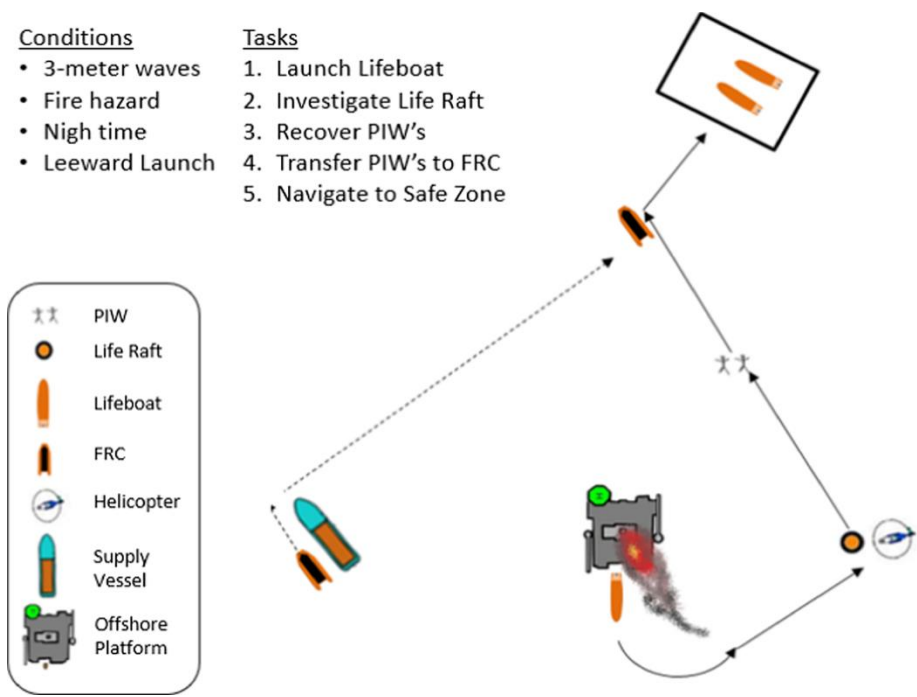 Conditions
• 3-meter waves
• Fire hazard
• Nigh time
• Leeward Launch
Tasks
1. Launch Lifeboat
2. Investigate Life Raft
3. Recover PIW's
4. Transfer PIW's to FRC
5. Navigate to Safe Zone
PIW
Life Raft
Lifeboat
FRC
Helicopter
Supply
Vessel
Offshore
Platform